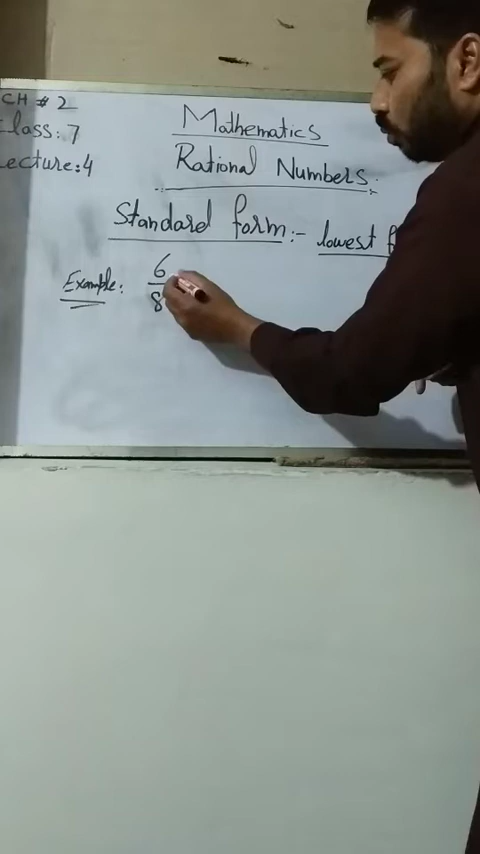 CH # 2
Class: 7
Lecture: 4
Mathematics
Rational Numbers:
Standard form:- lowest
Example: 6/8